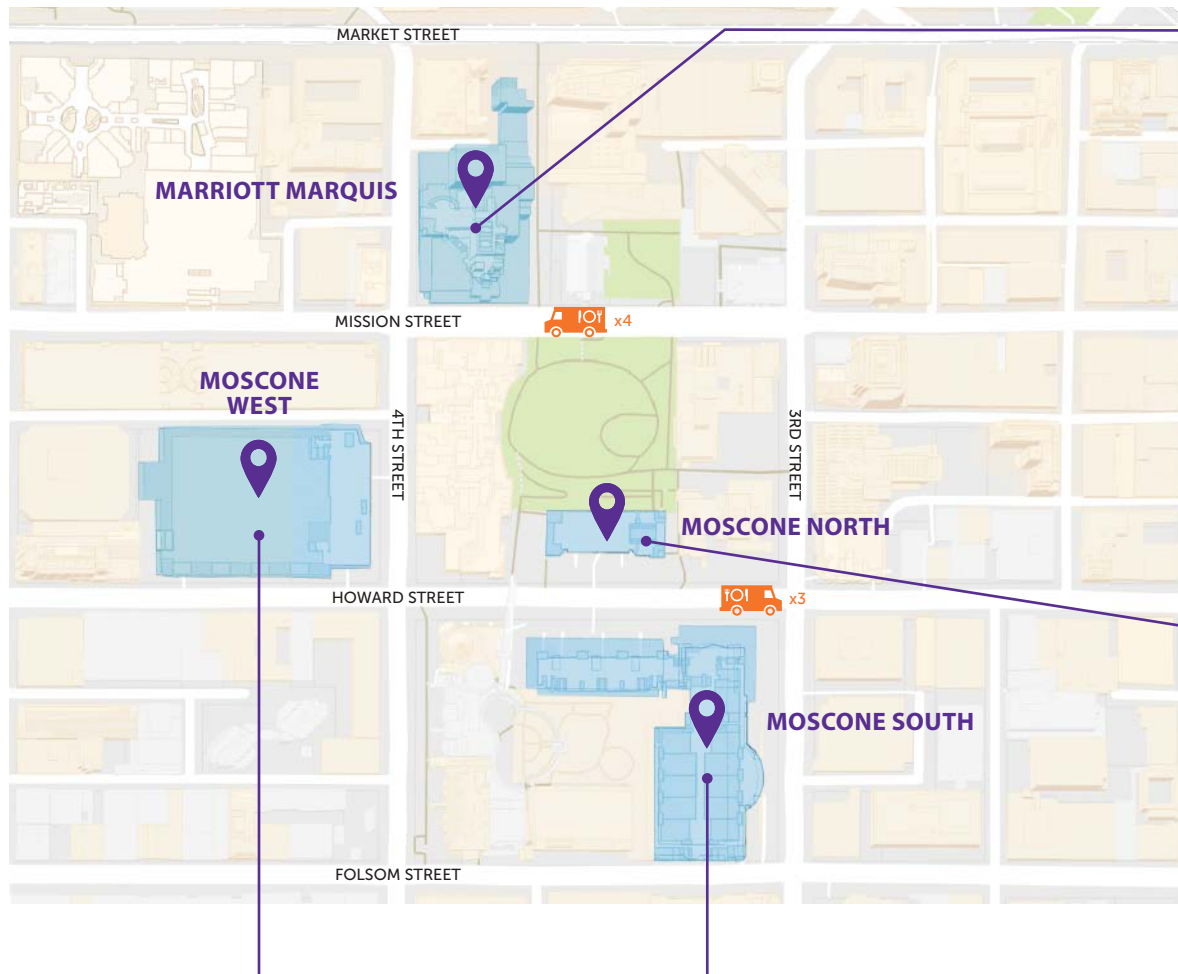 MARKET STREET
MARRIOTT MARQUIS
MISSION STREET
x4
MOSCONE
WEST
4TH STREET
3RD STREET
MOSCONE NORTH
HOWARD STREET
x3
MOSCONE SOUTH
FOLSOM STREET